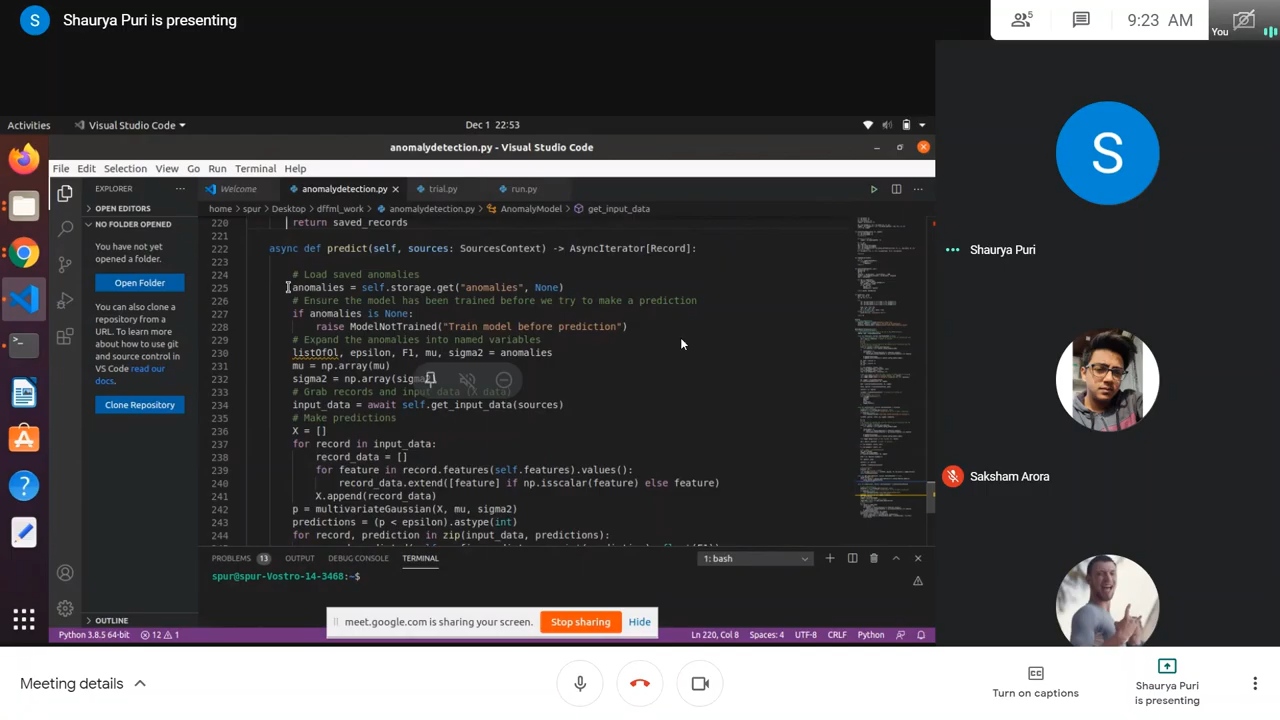 S
Shaurya Puri is presenting
5
9:23 AM
You
Activities
Visual Studio Code
Dec 1 22:53
anomalydetection.py - Visual Studio Code
File Edit Selection View Go Run Terminal Help
EXPLORER
OPEN EDITORS
NO FOLDER OPENED
You have not yet
opened a folder.
Open Folder
You can also clone a
repository from a
URL. To learn more
about how to use git
and source control in
VS Code read our
docs.
Clone Repository
OUTLINE
Welcome
anomalydetection.py
trial.py
run.py
home > spur > Desktop > dffml_work > anomalydetection.py > AnomalyModel > get_input_data
220 return saved_records
221
222 async def predict(self, sources: SourcesContext) -> AsyncIterator[Record]:
223
224 # Load saved anomalies
225 anomalies = self.storage.get("anomalies", None)
226 # Ensure the model has been trained before we try to make a prediction
227 if anomalies is None:
228 raise ModelNotTrained("Train model before prediction")
229 # Expand the anomalies into named variables
230 listOfOl, epsilon, F1, mu, sigma2 = anomalies
231 mu = np.array(mu)
232 sigma2 = np.array(sigma
233 # Grab records and input data (X data)
234 input_data = await self.get_input_data(sources)
235 # Make predictions
236 X = []
237 for record in input_data:
238 record_data = []
239 for feature in record.features(self.features).values():
240 record_data.extend([feature] if np.isscalar(feature) else feature)
241 X.append(record_data)
242 p = multivariateGaussian(X, mu, sigma2)
243 predictions = (p < epsilon).astype(int)
244 for record, prediction in zip(input_data, predictions):
PROBLEMS 13 OUTPUT DEBUG CONSOLE TERMINAL
1: bash
spur@spur-Vostro-14-3468:~$
meet.google.com is sharing your screen.
Stop sharing
Hide
Python 3.8.5 64-bit 12 1
Ln 220, Col 8 Spaces: 4 UTF-8 CRLF Python
S
Shaurya Puri
Saksham Arora
Meeting details
Turn on captions
Shaurya Puri
is presenting